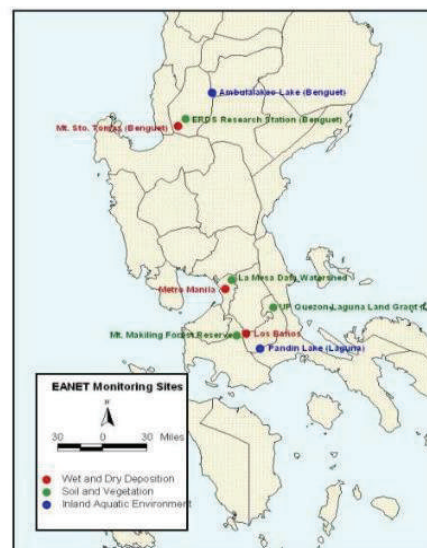 Ambulalakao Lake (Benguet)
ERDS Research Station (Benguet)
Mt. Sto. Tomas (Benguet)
La Mesa Dam Watershed
Metro Manila
UP Quezon-Laguna Land Grant
Mt. Makiling Forest Reserve
Los Baños
Pandin Lake (Laguna)
EANET Monitoring Sites
N
30 0 30 Miles
Wet and Dry Deposition
Soil and Vegetation
Inland Aquatic Environment